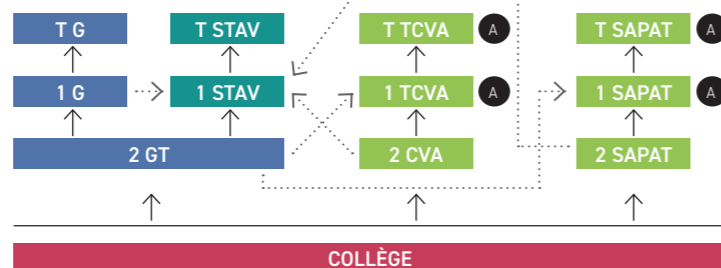 T G T STAV T TCVA A T SAPAT A
1 G 1 STAV 1 TCVA A 1 SAPAT A
2 GT 2 CVA 2 SAPAT
COLLÈGE